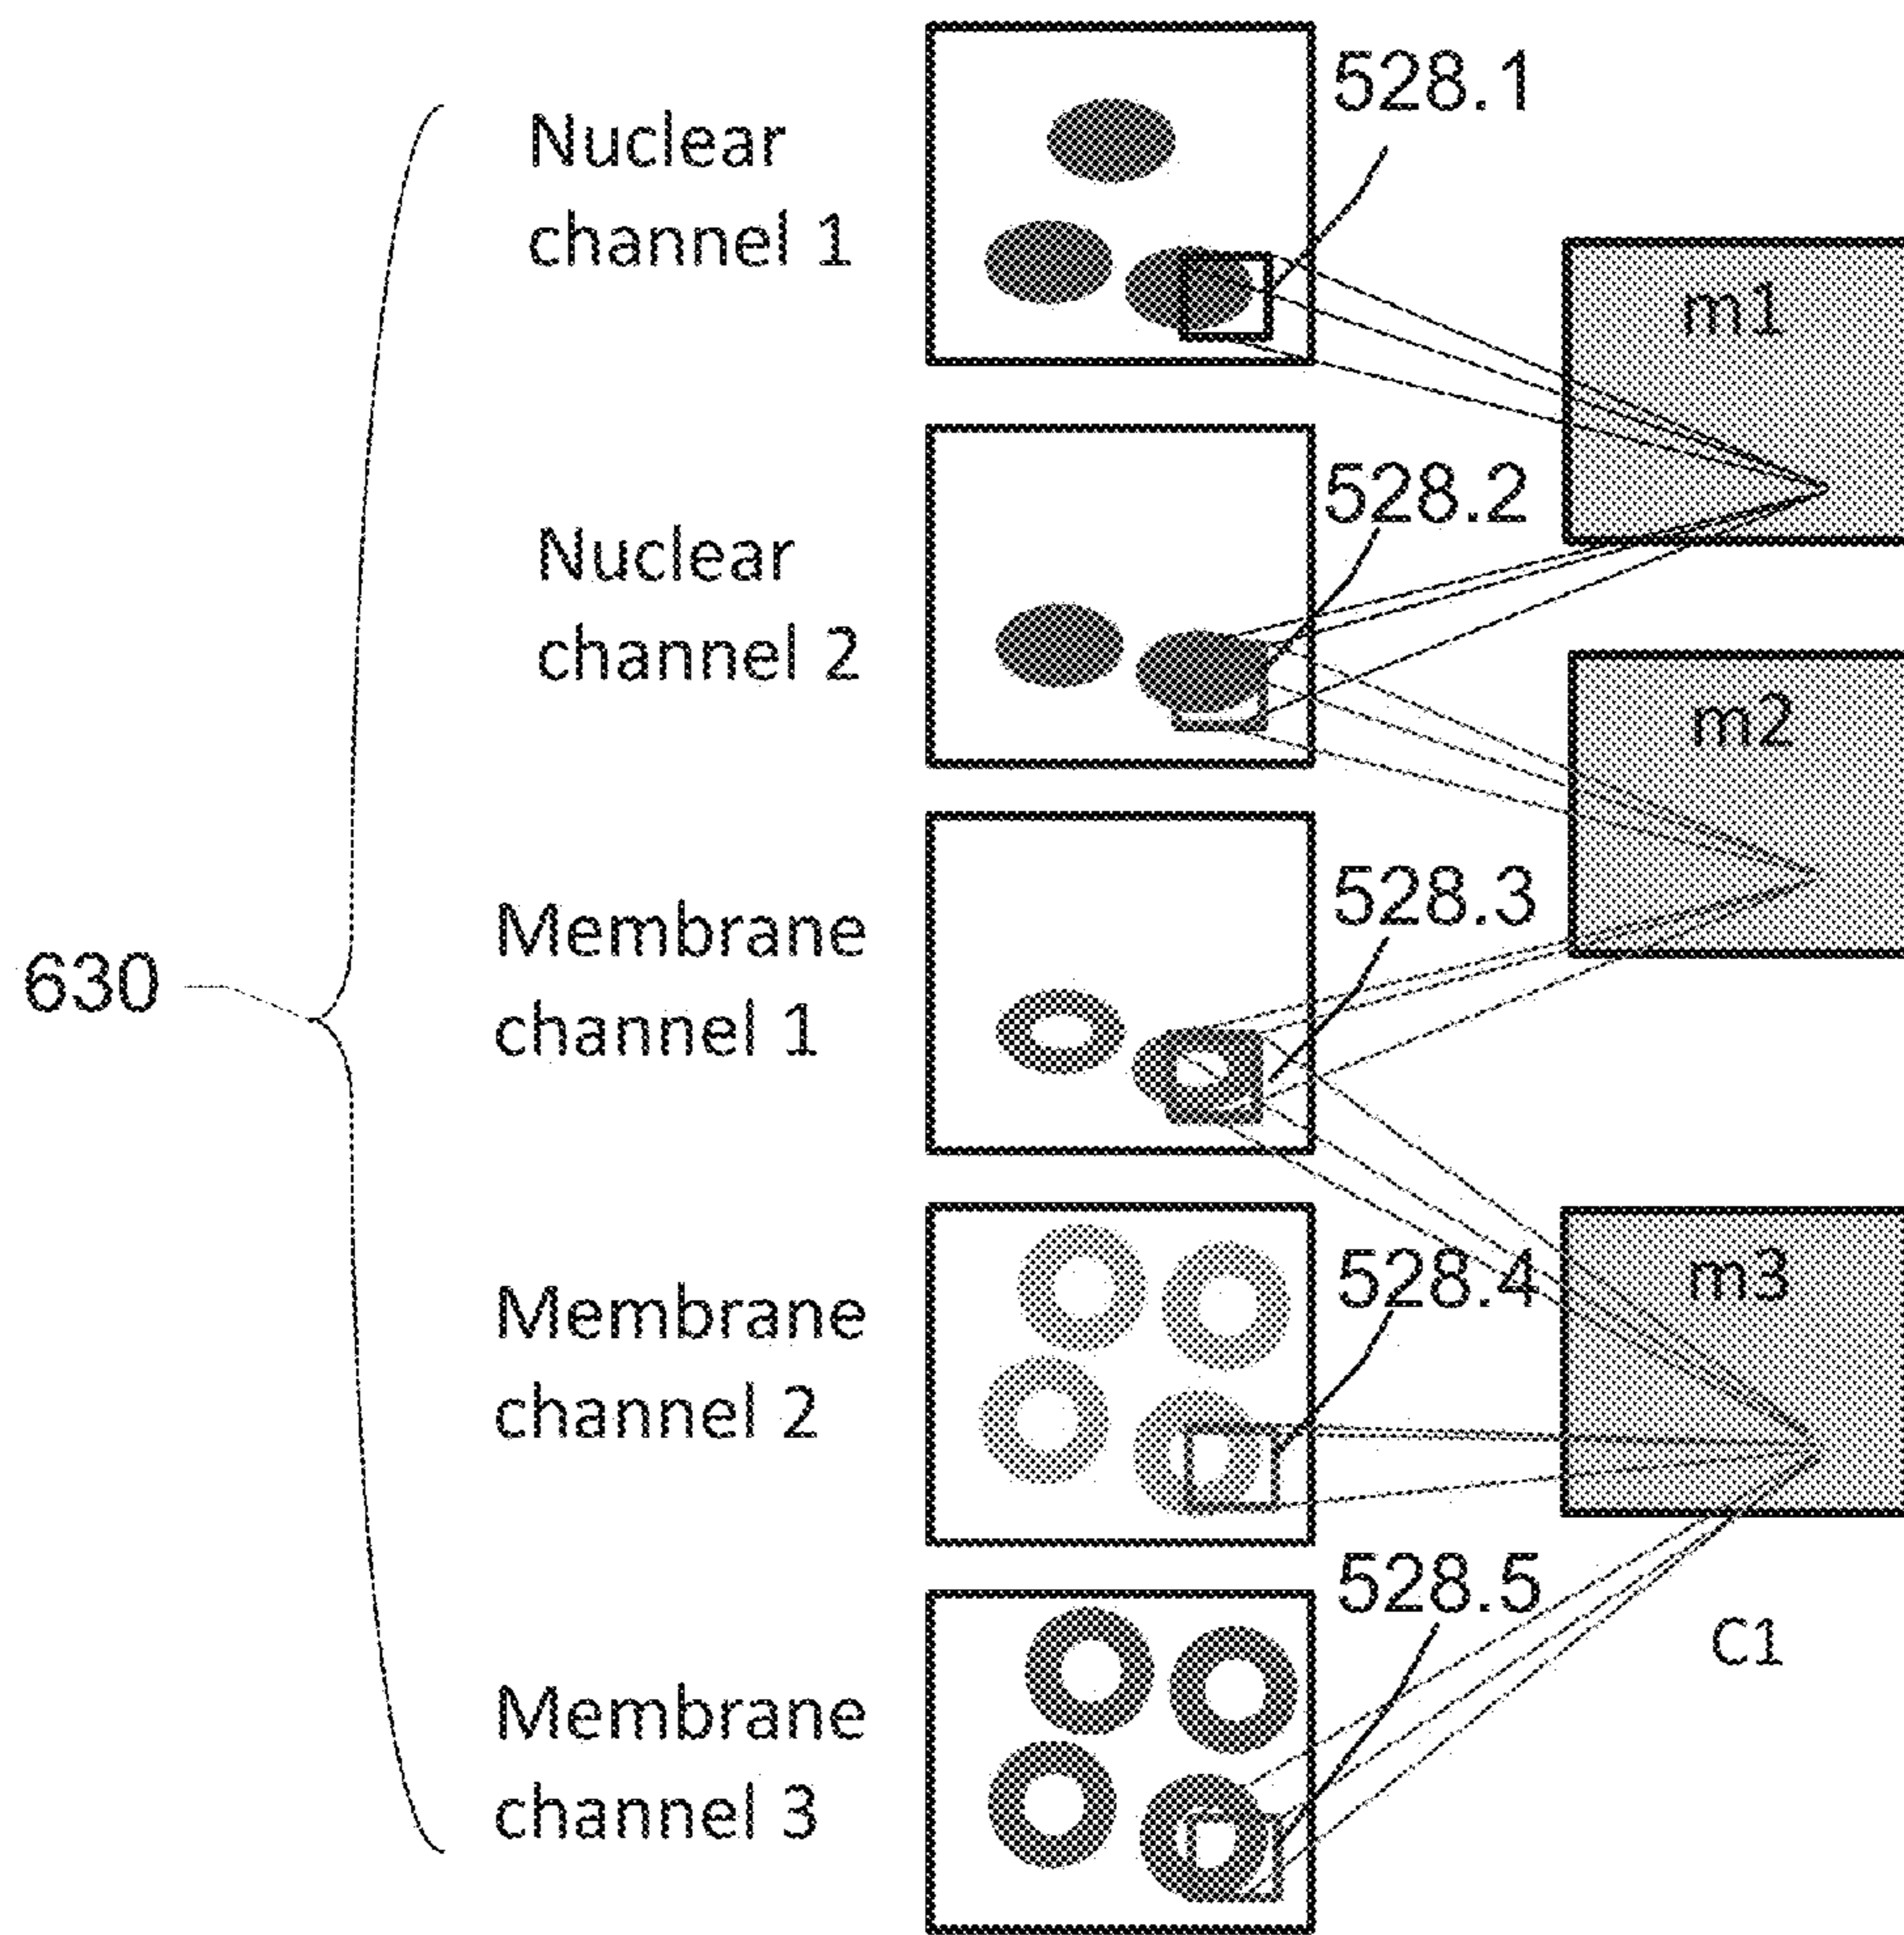 528.1
Nuclear
channel 1
m1
528.2
Nuclear
channel 2
m2
528.3
Membrane
channel 1
630
528.4
m3
Membrane
channel 2
528.5
C1
Membrane
channel 3